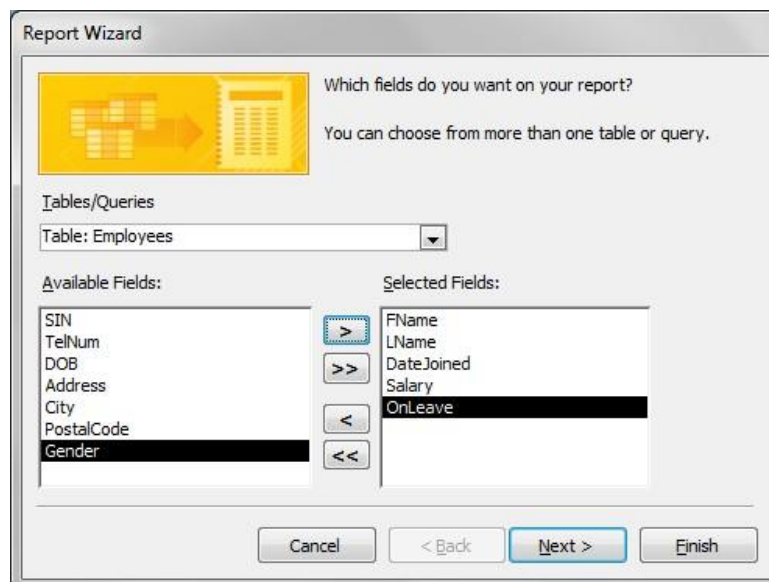 Report Wizard
Which fields do you want on your report?
You can choose from more than one table or query.
Tables/Queries
Table: Employees
Available Fields:
Selected Fields:
SIN
TelNum
DOB
Address
City
PostalCode
Gender
>
>>
<
<<
FName
LName
DateJoined
Salary
OnLeave
Cancel
< Back
Next >
Finish